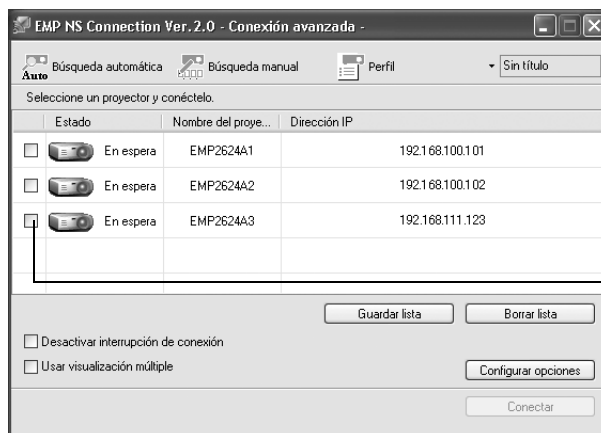 EMP NS Connection Ver.2.0 - Conexión avanzada -
Auto Búsqueda automática Búsqueda manual Perfil Sin título
Seleccione un proyector y conéctelo.
Estado Nombre del proye... Dirección IP
En espera EMP2624A1 192.168.100.101
En espera EMP2624A2 192.168.100.102
En espera EMP2624A3 192.168.111.123
Guardar lista Borrar lista
Desactivar interrupción de conexión
Usar visualización múltiple Configurar opciones
Conectar